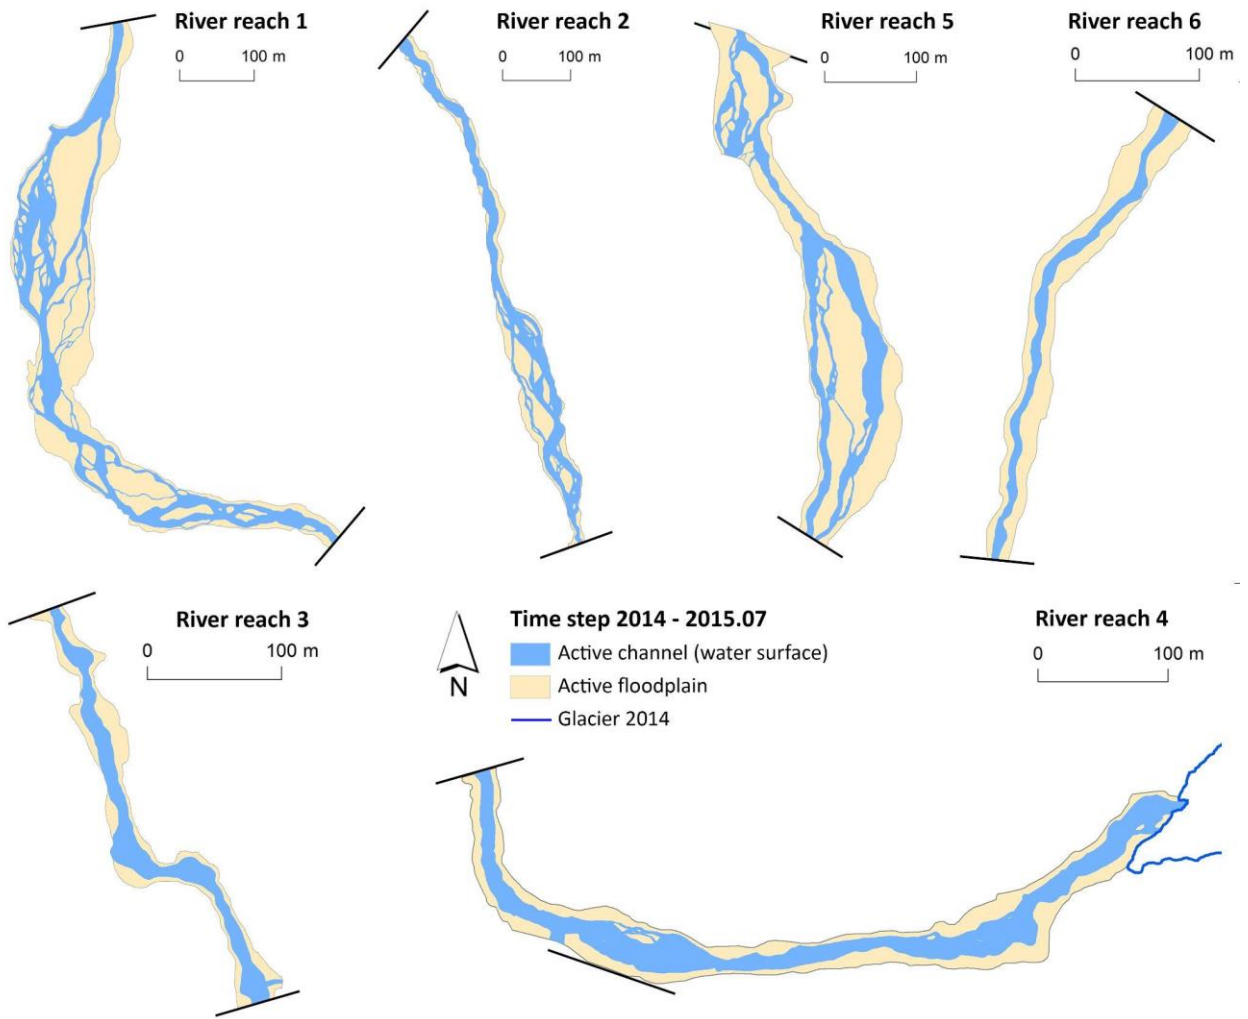 River reach 1
0 100 m
River reach 2
0 100 m
River reach 5
0 100 m
River reach 6
0 100 m
River reach 3
0 100 m
Time step 2014 - 2015.07
Active channel (water surface)
Active floodplain
Glacier 2014
N
River reach 4
0 100 m